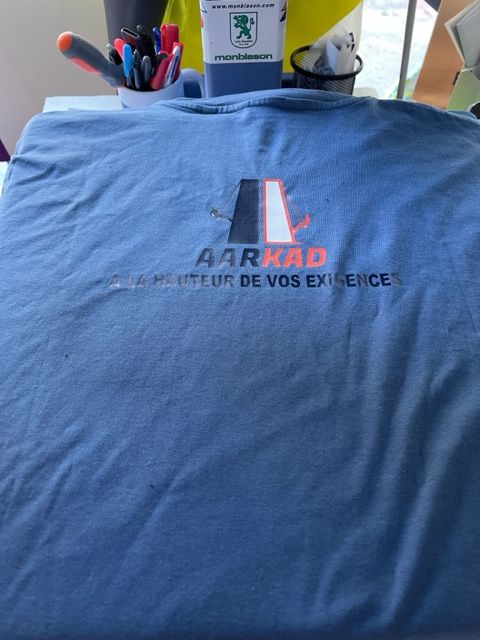 www.monblason.com
monblason
AARKAD
A LA HAUTEUR DE VOS EXIGENCES